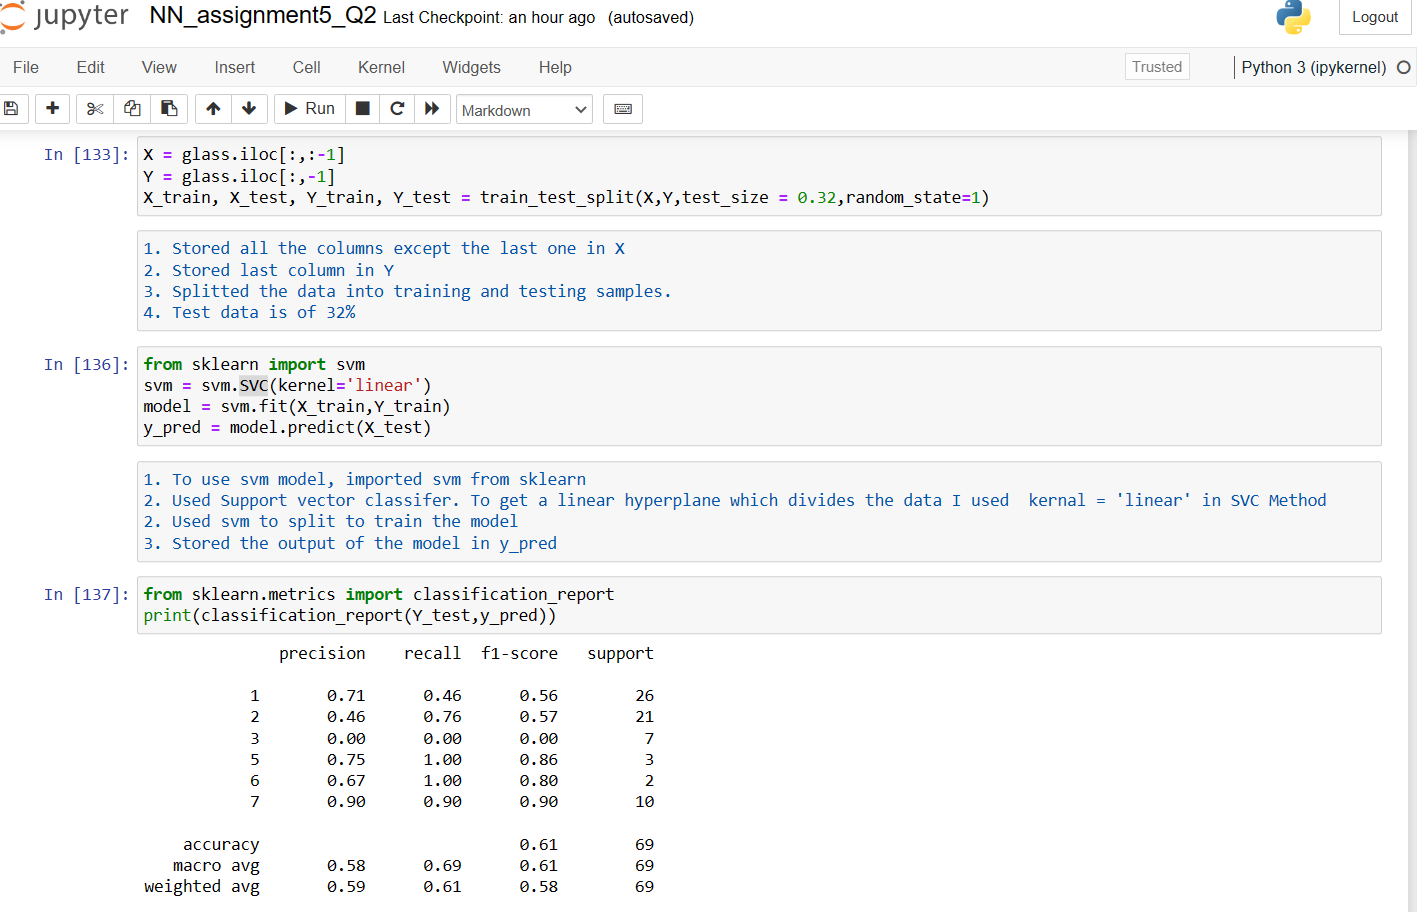 jupyter NN_assignment5_Q2 Last Checkpoint: an hour ago (autosaved) Logout
File Edit View Insert Cell Kernel Widgets Help Trusted Python 3 (ipykernel)
Run Markdown
In [133]: X = glass.iloc[:,:-1]
Y = glass.iloc[:,-1]
X_train, X_test, Y_train, Y_test = train_test_split(X,Y,test_size = 0.32,random_state=1)
1. Stored all the columns except the last one in X
2. Stored last column in Y
3. Splitted the data into training and testing samples.
4. Test data is of 32%
In [136]: from sklearn import svm
svm = svm.SVC(kernel='linear')
model = svm.fit(X_train,Y_train)
y_pred = model.predict(X_test)
1. To use svm model, imported svm from sklearn
2. Used Support vector classifer. To get a linear hyperplane which divides the data I used  kernal = 'linear' in SVC Method
2. Used svm to split to train the model
3. Stored the output of the model in y_pred
In [137]: from sklearn.metrics import classification_report
print(classification_report(Y_test,y_pred))
precision recall f1-score support
1 0.71 0.46 0.56 26
2 0.46 0.76 0.57 21
3 0.00 0.00 0.00 7
5 0.75 1.00 0.86 3
6 0.67 1.00 0.80 2
7 0.90 0.90 0.90 10
accuracy 0.61 69
macro avg 0.58 0.69 0.61 69
weighted avg 0.59 0.61 0.58 69